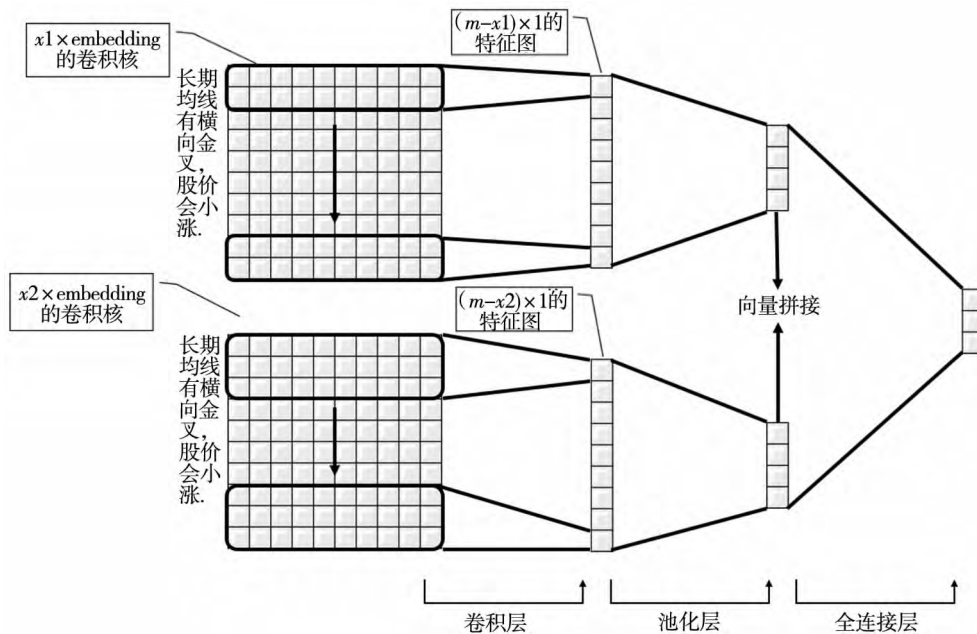 x1×embedding
的卷积核
(m-x1)×1的
特征图
长期
均线
有横
向金
叉,
股价
会小
涨.
x2×embedding
的卷积核
(m-x2)×1的
特征图
向量拼接
长期
均线
有横
向金
叉,
股价
会小
涨.
卷积层
池化层
全连接层